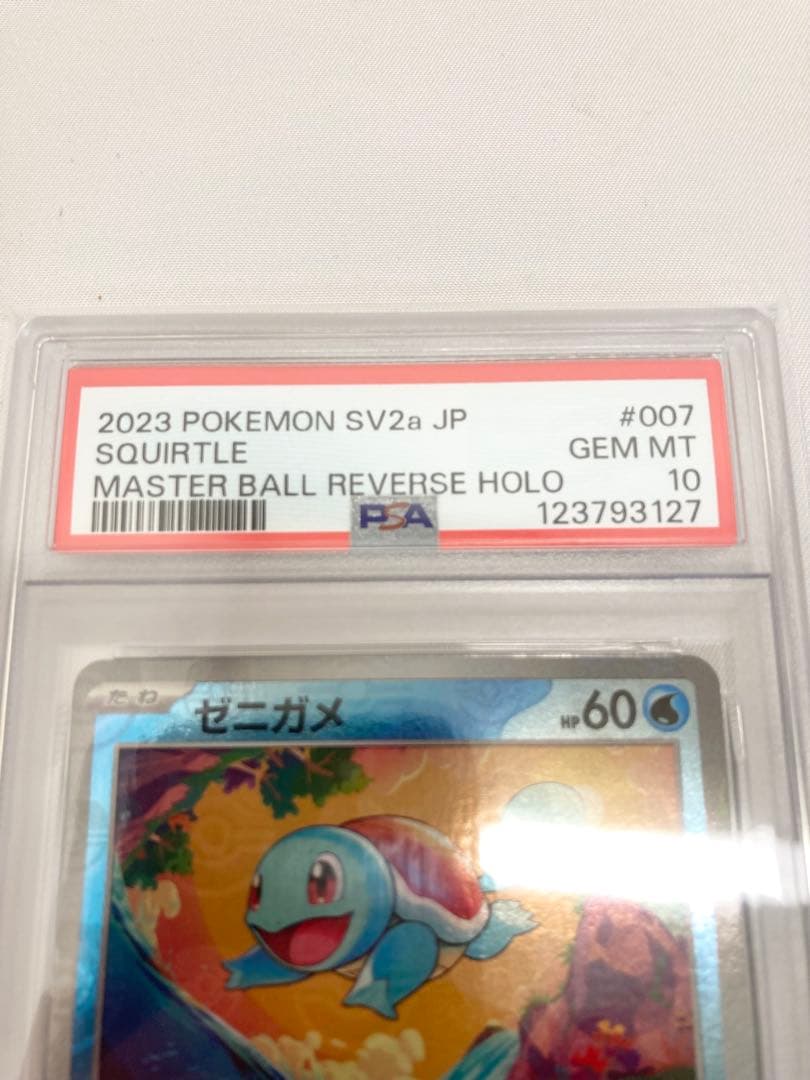 2023 POKEMON SV2a JP #007
SQUIRTLE GEM MT
MASTER BALL REVERSE HOLO 10
PSA 123793127
たね ゼニガメ HP60